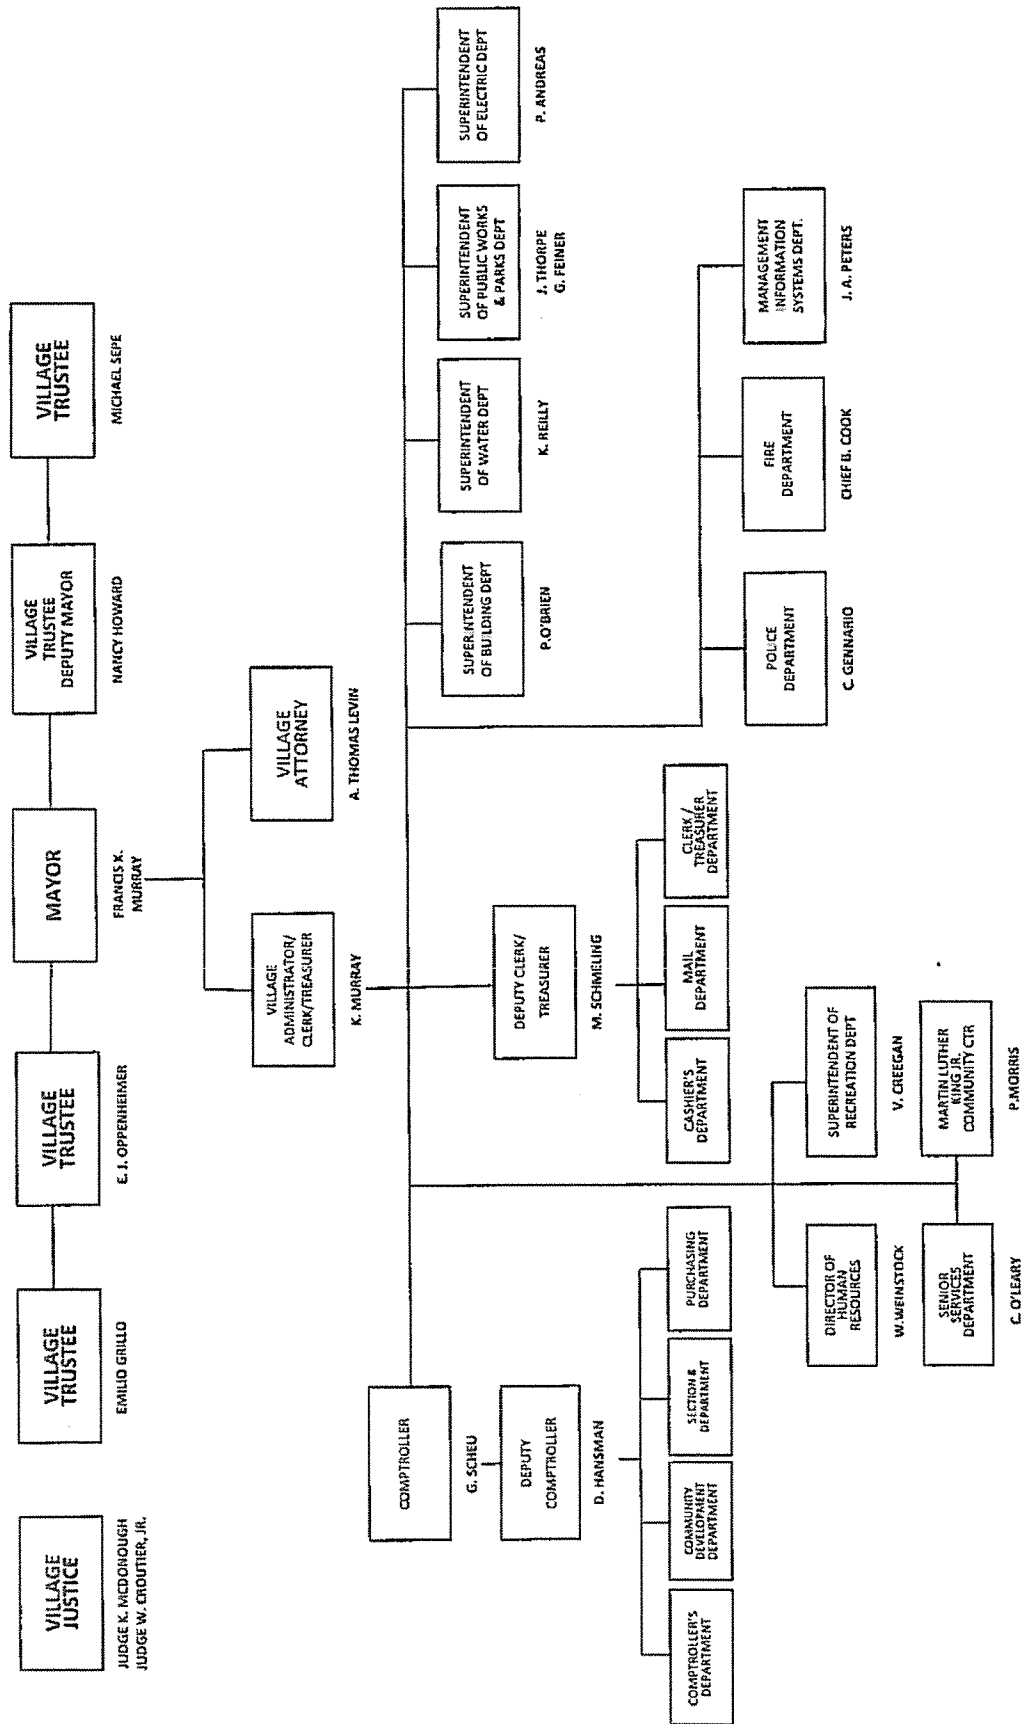 VILLAGE
JUSTICE
JUDGE K. MCDONOUGH
JUDGE W. CROUTIER, JR.
VILLAGE
TRUSTEE
EMILIO GRILLO
VILLAGE
TRUSTEE
E. J. OPPENHEIMER
MAYOR
FRANCIS K.
MURRAY
VILLAGE
TRUSTEE
DEPUTY MAYOR
NANCY HOWARD
VILLAGE
TRUSTEE
MICHAEL SEPE
VILLAGE
ADMINISTRATOR/
CLERK/TREASURER
K. MURRAY
VILLAGE
ATTORNEY
A. THOMAS LEVIN
COMPTROLLER
G. SCHEU
DEPUTY
COMPTROLLER
D. HANSMAN
COMPTROLLER'S
DEPARTMENT
COMMUNITY
DEVELOPMENT
DEPARTMENT
SECTION 8
DEPARTMENT
PURCHASING
DEPARTMENT
DEPUTY CLERK/
TREASURER
M. SCHMELING
CASHIER'S
DEPARTMENT
MAIL
DEPARTMENT
CLERK /
TREASURER
DEPARTMENT
SUPERINTENDENT
OF BUILDING DEPT
P.O'BRIEN
SUPERINTENDENT
OF WATER DEPT
K. REILLY
SUPERINTENDENT
OF PUBLIC WORKS
& PARKS DEPT
J. THORPE
G. FEINER
SUPERINTENDENT
OF ELECTRIC DEPT
P. ANDREAS
DIRECTOR OF
HUMAN
RESOURCES
W.WEINSTOCK
SUPERINTENDENT OF
RECREATION DEPT
V. CREEGAN
SENIOR
SERVICES
DEPARTMENT
C. O'LEARY
MARTIN LUTHER
KING JR.
COMMUNITY CTR
P.MORRIS
POLICE
DEPARTMENT
C. GENNARIO
FIRE
DEPARTMENT
CHIEF B. COOK
MANAGEMENT
INFORMATION
SYSTEMS DEPT.
J. A. PETERS